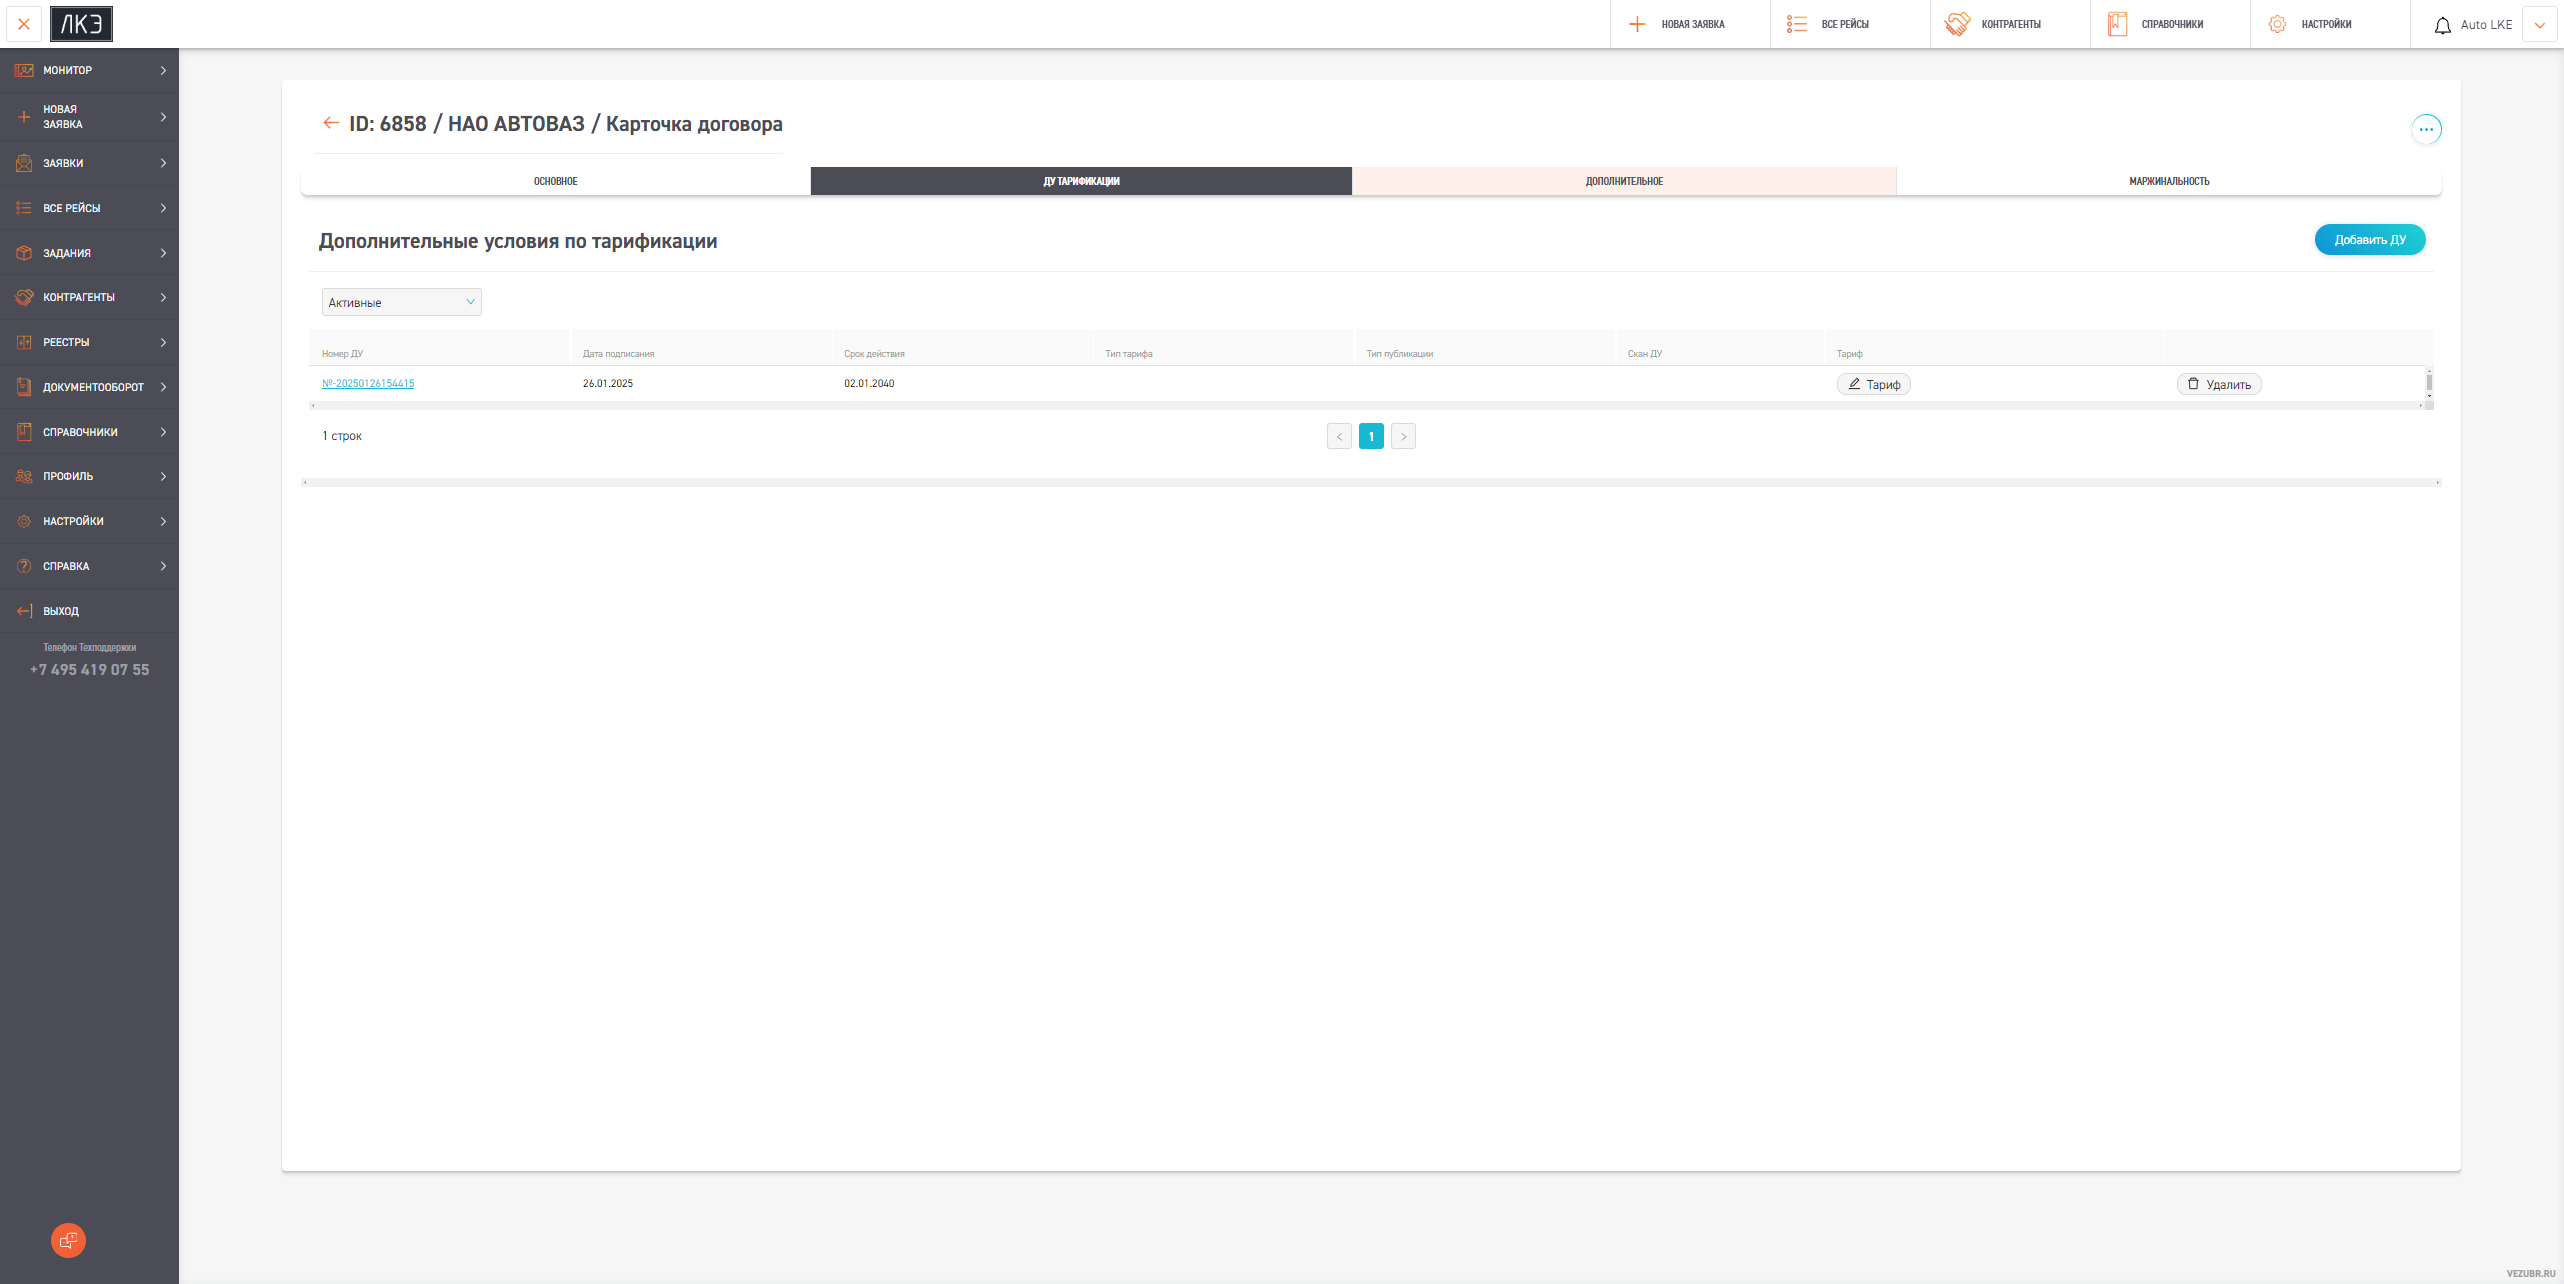 ЛКЭ
НОВАЯ ЗАЯВКА
ВСЕ РЕЙСЫ
КОНТРАГЕНТЫ
СПРАВОЧНИКИ
НАСТРОЙКИ
Auto LKE
МОНИТОР
НОВАЯ
ЗАЯВКА
ЗАЯВКИ
ВСЕ РЕЙСЫ
ЗАДАНИЯ
КОНТРАГЕНТЫ
РЕЕСТРЫ
ДОКУМЕНТООБОРОТ
СПРАВОЧНИКИ
ПРОФИЛЬ
НАСТРОЙКИ
СПРАВКА
ВЫХОД
Телефон Техподдержки
+7 495 419 07 55
ID: 6858 / НАО АВТОВАЗ / Карточка договора
ОСНОВНОЕ
ДУ ТАРИФИКАЦИИ
ДОПОЛНИТЕЛЬНОЕ
МАРЖИНАЛЬНОСТЬ
Дополнительные условия по тарификации
Добавить ДУ
Активные
Номер ДУ
Дата подписания
Срок действия
Тип тарифа
Тип публикации
Скан ДУ
Тариф
№-20250126154415
26.01.2025
02.01.2040
Тариф
Удалить
1 строк
1
VEZUBR.RU